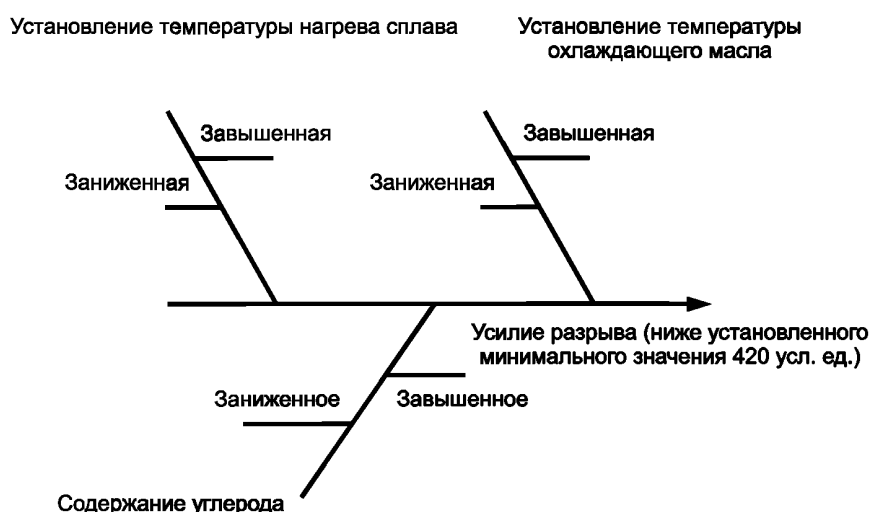 Установление температуры нагрева сплава
Установление температуры
охлаждающего масла
Завышенная
Заниженная
Завышенная
Заниженная
Усилие разрыва (ниже установленного
минимального значения 420 усл. ед.)
Заниженное
Завышенное
Содержание углерода